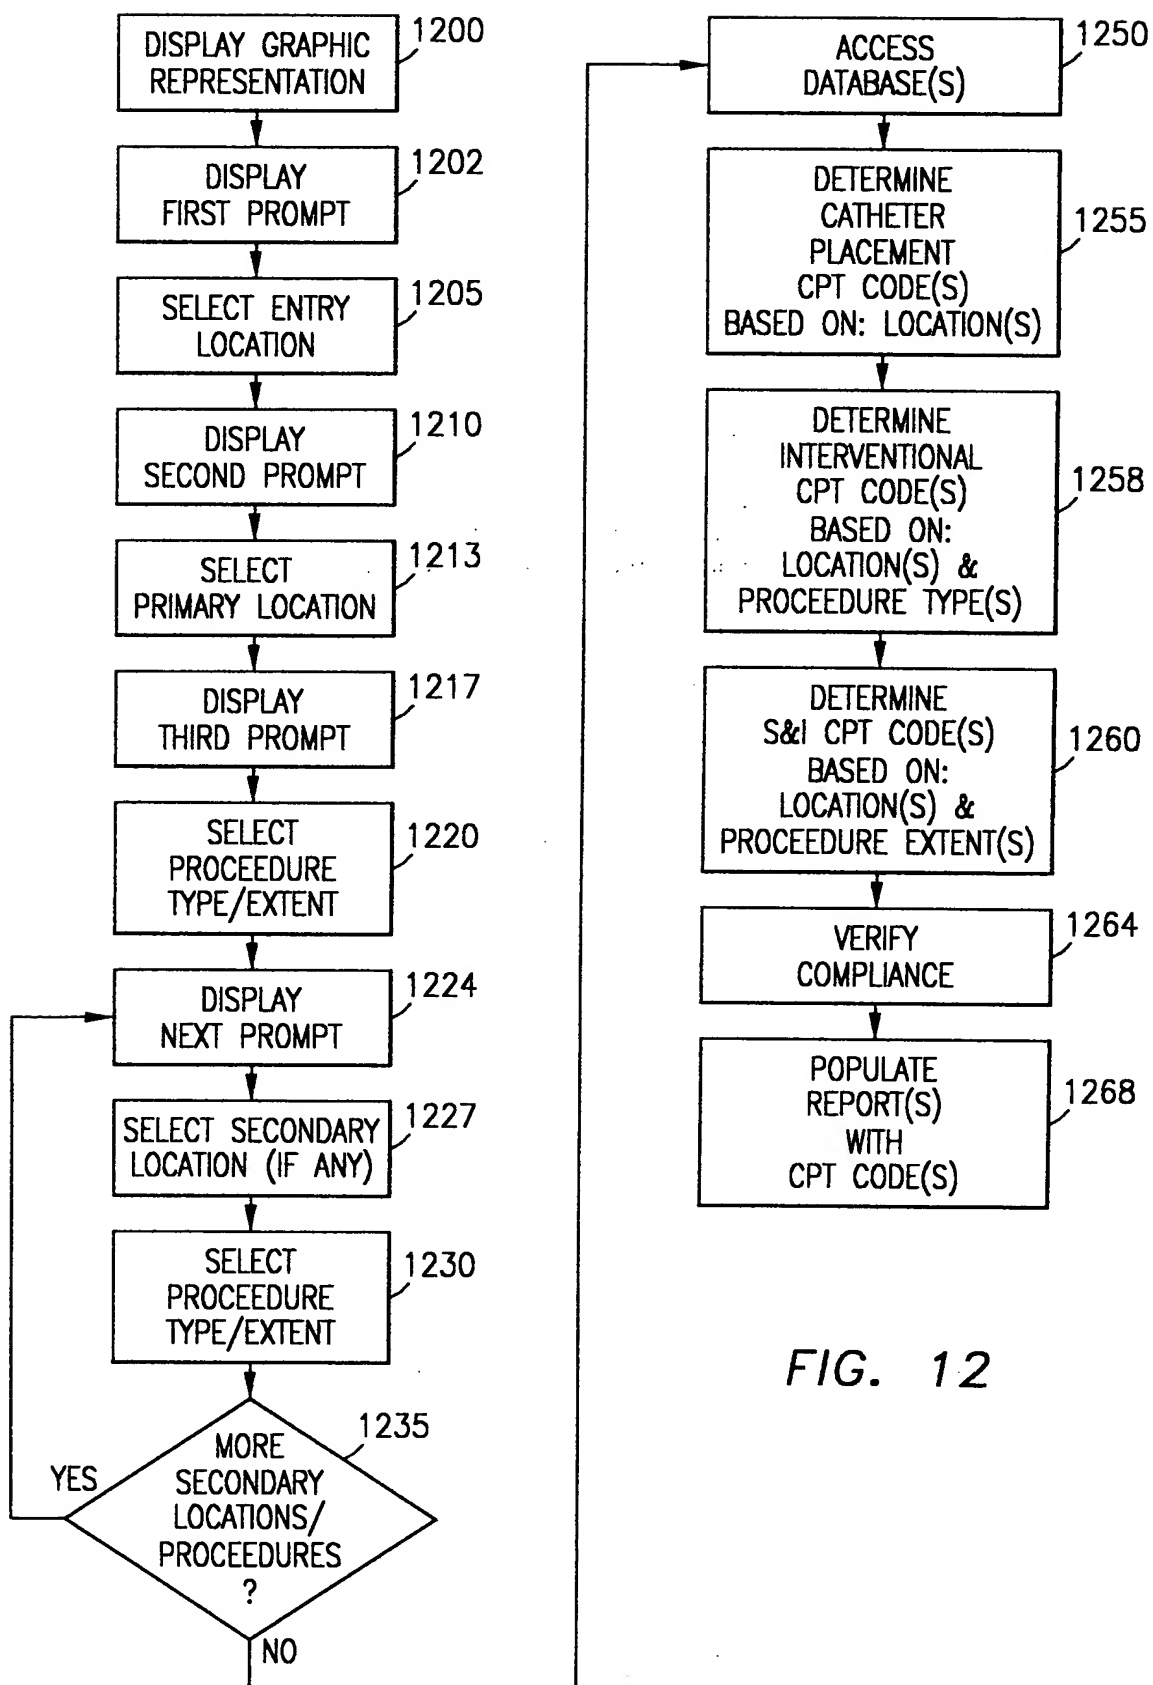 DISPLAY GRAPHIC
REPRESENTATION
1200
DISPLAY
FIRST PROMPT
1202
SELECT ENTRY
LOCATION
1205
DISPLAY
SECOND PROMPT
1210
SELECT
PRIMARY LOCATION
1213
DISPLAY
THIRD PROMPT
1217
SELECT
PROCEEDURE
TYPE/EXTENT
1220
DISPLAY
NEXT PROMPT
1224
SELECT SECONDARY
LOCATION (IF ANY)
1227
SELECT
PROCEEDURE
TYPE/EXTENT
1230
MORE
SECONDARY
LOCATIONS/
PROCEEDURES
?
1235
YES
NO
ACCESS
DATABASE(S)
1250
DETERMINE
CATHETER
PLACEMENT
CPT CODE(S)
BASED ON: LOCATION(S)
1255
DETERMINE
INTERVENTIONAL
CPT CODE(S)
BASED ON:
LOCATION(S) &
PROCEEDURE TYPE(S)
1258
DETERMINE
S&I CPT CODE(S)
BASED ON:
LOCATION(S) &
PROCEEDURE EXTENT(S)
1260
VERIFY
COMPLIANCE
1264
POPULATE
REPORT(S)
WITH
CPT CODE(S)
1268
FIG. 12